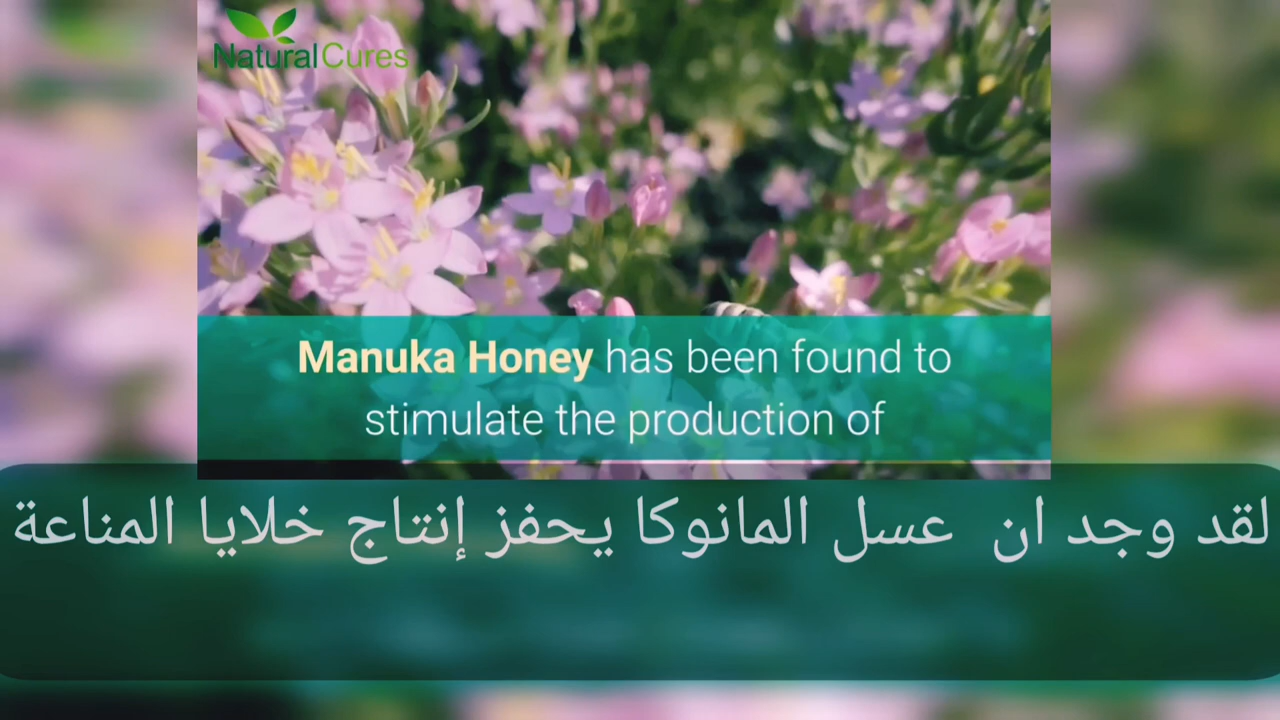 NaturalCures
Manuka Honey has been found to
stimulate the production of
لقد وجد ان عسل المانوكا يحفز إنتاج خلايا المناعة